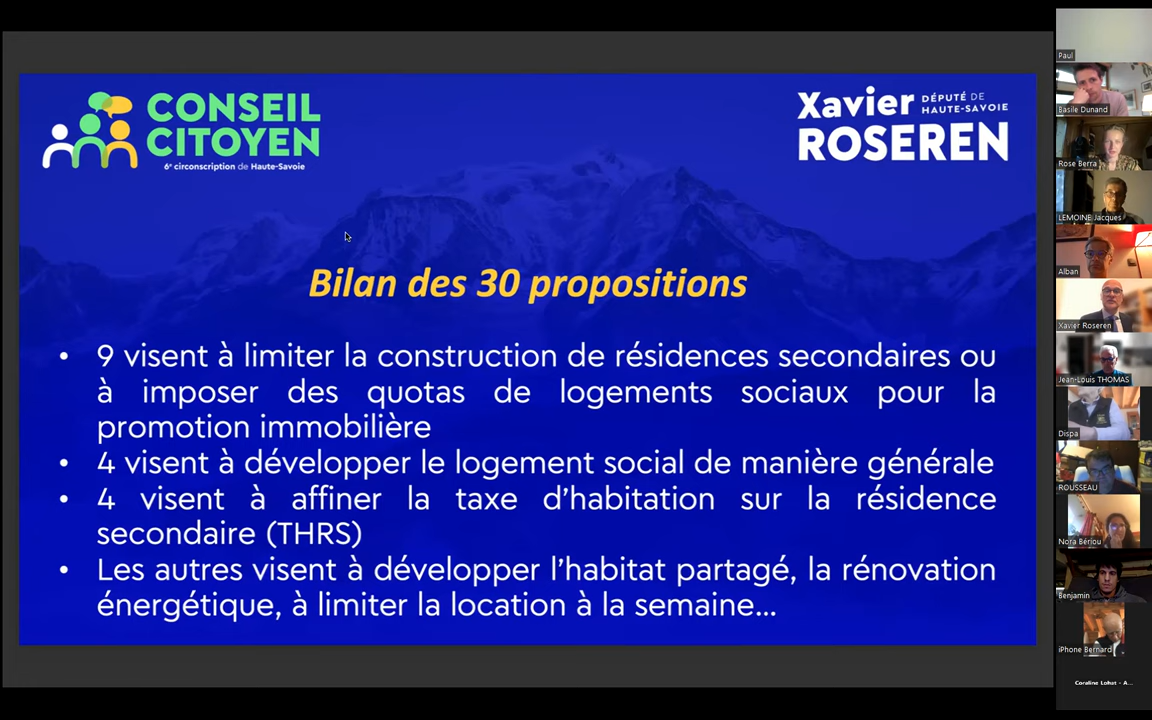 CONSEIL
CITOYEN
6e circonscription de Haute-Savoie
Xavier DÉPUTÉ DE
HAUTE-SAVOIE
ROSEREN
Bilan des 30 propositions
• 9 visent à limiter la construction de résidences secondaires ou
à imposer des quotas de logements sociaux pour la
promotion immobilière
• 4 visent à développer le logement social de manière générale
• 4 visent à affiner la taxe d’habitation sur la résidence
secondaire (THRS)
• Les autres visent à développer l’habitat partagé, la rénovation
énergétique, à limiter la location à la semaine...
Paul
Basile Dunand
Rose Berra
LEMOINE Jacques
Alban
Xavier Roseren
Jean-Louis THOMAS
Dispa
ROUSSEAU
Nora Beriou
Benjamin
iPhone Bernard
Coraline Lohat - A...